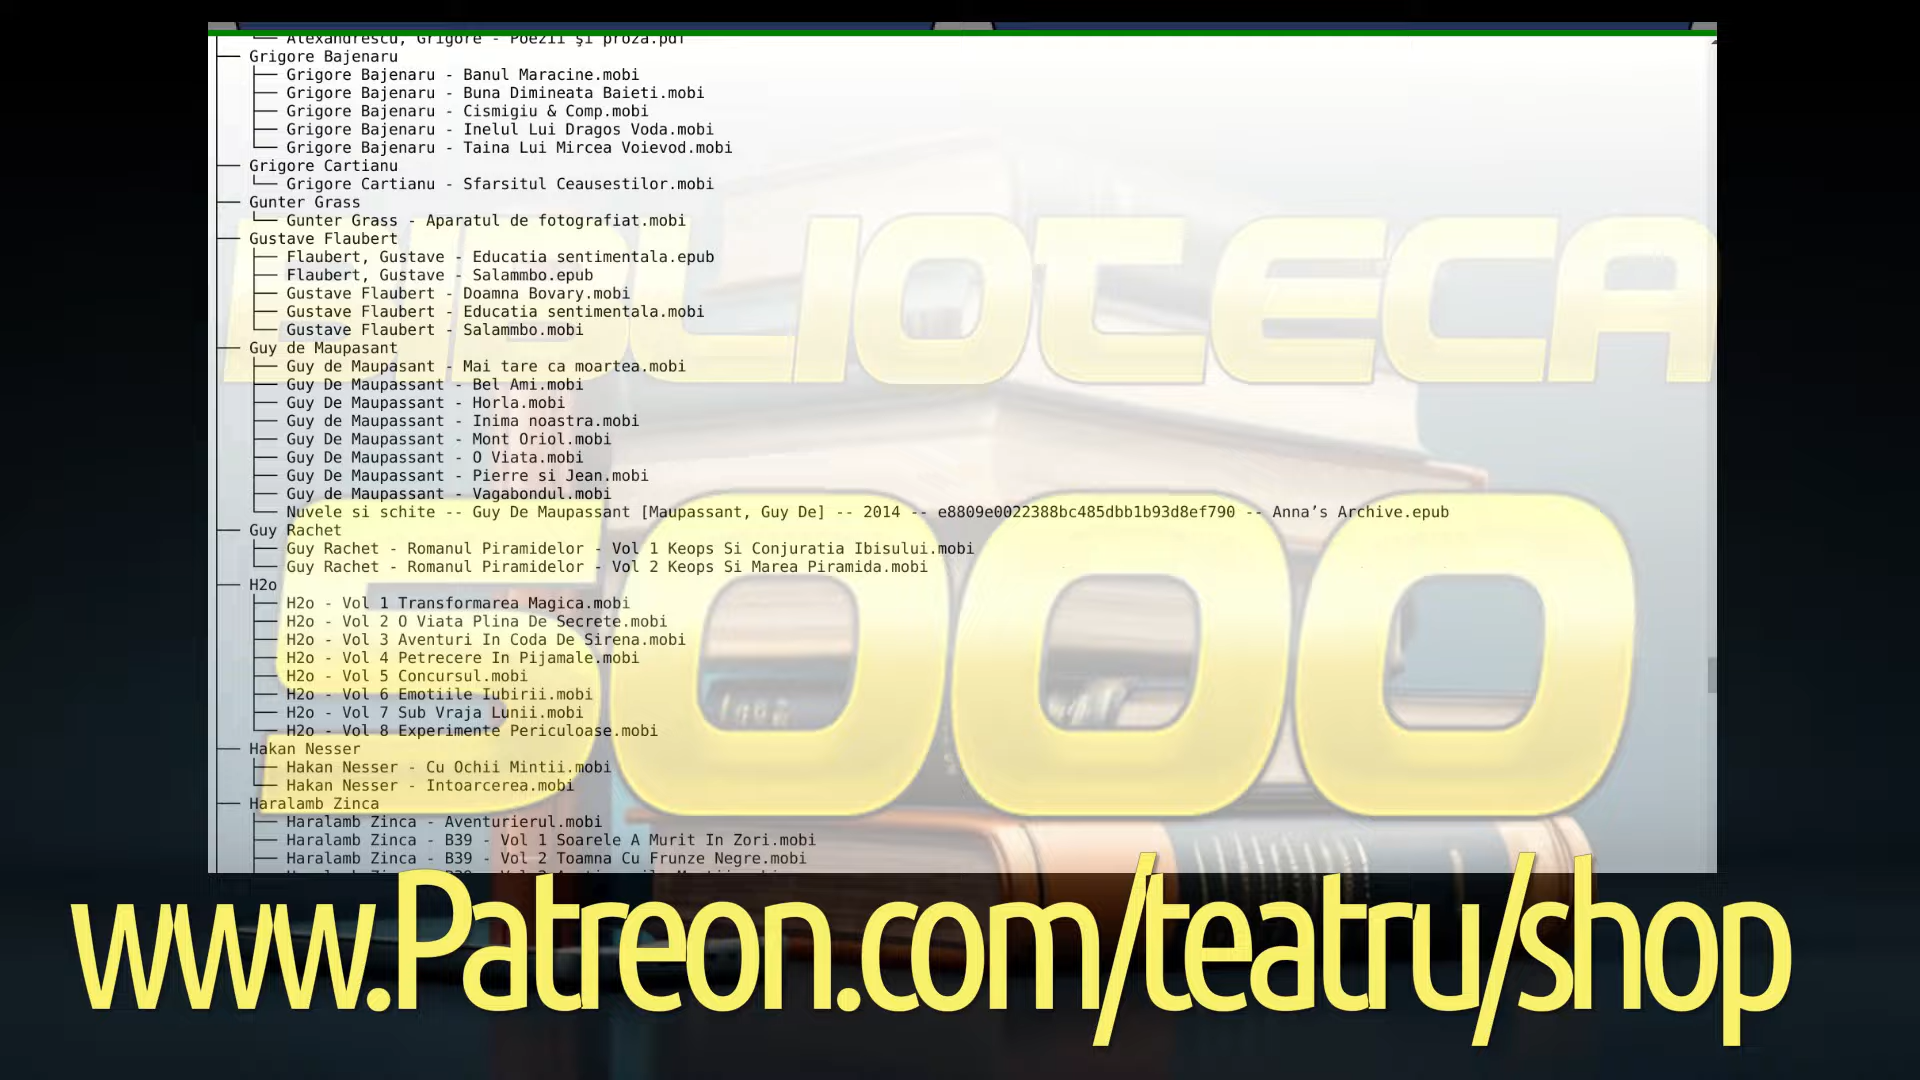 Alexandrescu, Grigore - Poezii şi proza.pdf
├── Grigore Bajenaru
├── Grigore Bajenaru - Banul Maracine.mobi
├── Grigore Bajenaru - Buna Dimineata Baieti.mobi
├── Grigore Bajenaru - Cismigiu & Comp.mobi
├── Grigore Bajenaru - Inelul Lui Dragos Voda.mobi
└── Grigore Bajenaru - Taina Lui Mircea Voievod.mobi
├── Grigore Cartianu
└── Grigore Cartianu - Sfarsitul Ceausestilor.mobi
├── Gunter Grass
└── Gunter Grass - Aparatul de fotografiat.mobi
├── Gustave Flaubert
├── Flaubert, Gustave - Educatia sentimentala.epub
├── Flaubert, Gustave - Salammbo.epub
├── Gustave Flaubert - Doamna Bovary.mobi
├── Gustave Flaubert - Educatia sentimentala.mobi
└── Gustave Flaubert - Salammbo.mobi
├── Guy de Maupasant
├── Guy de Maupasant - Mai tare ca moartea.mobi
├── Guy De Maupassant - Bel Ami.mobi
├── Guy De Maupassant - Horla.mobi
├── Guy de Maupassant - Inima noastra.mobi
├── Guy De Maupassant - Mont Oriol.mobi
├── Guy De Maupassant - O Viata.mobi
├── Guy De Maupassant - Pierre si Jean.mobi
├── Guy de Maupassant - Vagabondul.mobi
└── Nuvele si schite -- Guy De Maupassant [Maupassant, Guy De] -- 2014 -- e8809e0022388bc485dbb1b93d8ef790 -- Anna’s Archive.epub
├── Guy Rachet
├── Guy Rachet - Romanul Piramidelor - Vol 1 Keops Si Conjuratia Ibisului.mobi
└── Guy Rachet - Romanul Piramidelor - Vol 2 Keops Si Marea Piramida.mobi
├── H2o
├── H2o - Vol 1 Transformarea Magica.mobi
├── H2o - Vol 2 O Viata Plina De Secrete.mobi
├── H2o - Vol 3 Aventuri In Coda De Sirena.mobi
├── H2o - Vol 4 Petrecere In Pijamale.mobi
├── H2o - Vol 5 Concursul.mobi
├── H2o - Vol 6 Emotiile Iubirii.mobi
├── H2o - Vol 7 Sub Vraja Lunii.mobi
└── H2o - Vol 8 Experimente Periculoase.mobi
├── Hakan Nesser
├── Hakan Nesser - Cu Ochii Mintii.mobi
└── Hakan Nesser - Intoarcerea.mobi
├── Haralamb Zinca
├── Haralamb Zinca - Aventurierul.mobi
├── Haralamb Zinca - B39 - Vol 1 Soarele A Murit In Zori.mobi
├── Haralamb Zinca - B39 - Vol 2 Toamna Cu Frunze Negre.mobi
BIBLIOTECA
5000
www.Patreon.com/teatru/shop